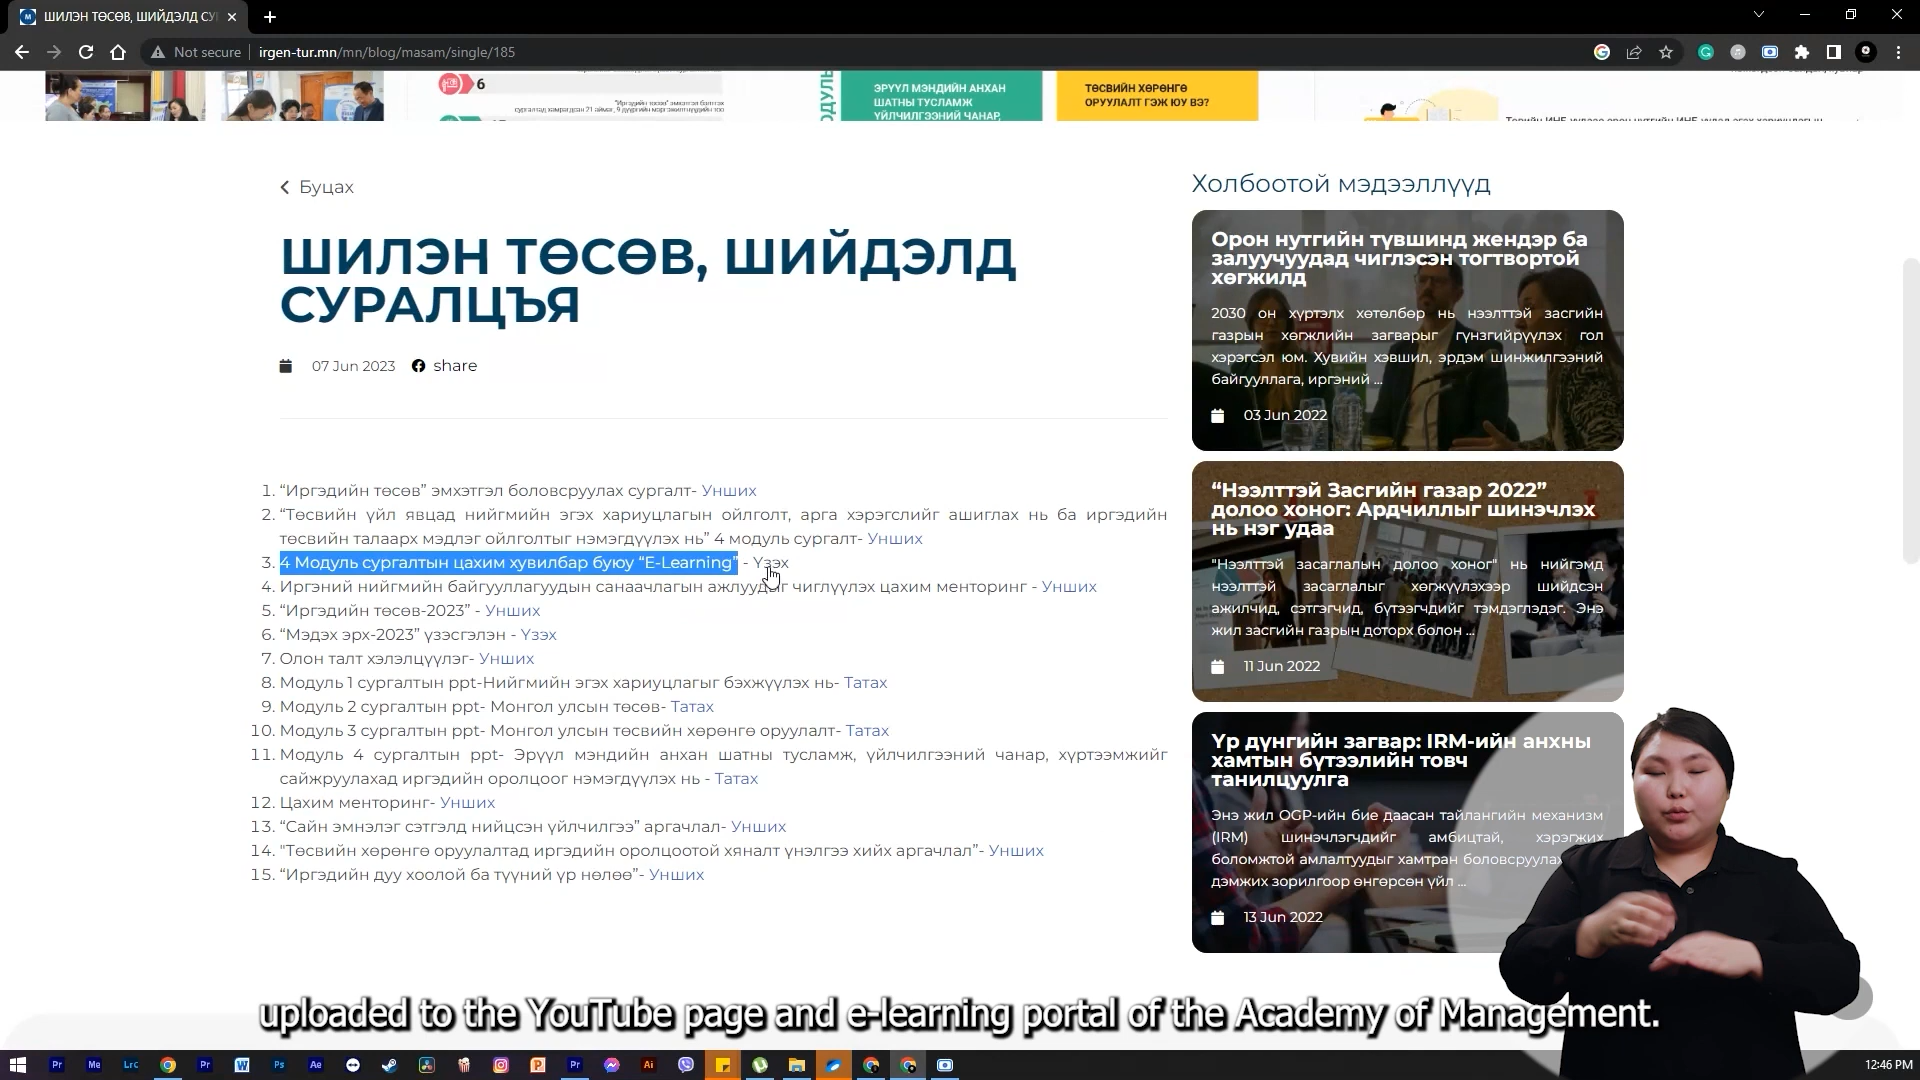 ШИЛЭН ТӨСӨВ, ШИЙДЭЛД СУ
Not secure
irgen-tur.mn/mn/blog/masam/single/185
6
ЭРҮҮЛ МЭНДИЙН АНХАН
ШАТНЫ ТУСЛАМЖ
ҮЙЛЧИЛГЭЭНИЙ ЧАНАР,
ТӨСВИЙН ХӨРӨНГӨ
ОРУУЛАЛТ ГЭЖ ЮУ ВЭ?
Буцах
ШИЛЭН ТӨСӨВ, ШИЙДЭЛД
СУРАЛЦЪЯ
07 Jun 2023 share
1. “Иргэдийн төсөв” эмхэтгэл боловсруулах сургалт- Унших
2. “Төсвийн үйл явцад нийгмийн эгэх хариуцлагын ойлголт, арга хэрэгслийг ашиглах нь ба иргэдийн
төсвийн талаарх мэдлэг ойлголтыг нэмэгдүүлэх нь” 4 модуль сургалт- Унших
3. 4 Модуль сургалтын цахим хувилбар буюу “E-Learning” - Үзэх
4. Иргэний нийгмийн байгууллагуудын санаачлагын ажлуудыг чиглүүлэх цахим менторинг - Унших
5. “Иргэдийн төсөв-2023” - Унших
6. “Мэдэх эрх-2023” үзэсгэлэн - Үзэх
7. Олон талт хэлэлцүүлэг- Унших
8. Модуль 1 сургалтын ppt-Нийгмийн эгэх хариуцлагыг бэхжүүлэх нь- Татах
9. Модуль 2 сургалтын ppt- Монгол улсын төсөв- Татах
10. Модуль 3 сургалтын ppt- Монгол улсын төсвийн хөрөнгө оруулалт- Татах
11. Модуль 4 сургалтын ppt- Эрүүл мэндийн анхан шатны тусламж, үйлчилгээний чанар, хүртээмжийг
сайжруулахад иргэдийн оролцоог нэмэгдүүлэх нь - Татах
12. Цахим менторинг- Унших
13. “Сайн эмнэлэг сэтгэлд нийцсэн үйлчилгээ” аргачлал- Унших
14. "Төсвийн хөрөнгө оруулалтад иргэдийн оролцоотой хяналт үнэлгээ хийх аргачлал”- Унших
15. “Иргэдийн дуу хоолой ба түүний үр нөлөө”- Унших
Холбоотой мэдээллүүд
Орон нутгийн түвшинд жендэр ба
залуучуудад чиглэсэн тогтвортой
хөгжилд
2030 он хүртэлх хөтөлбөр нь нээлттэй засгийн
газрын хөгжлийн загварыг гүнзгийрүүлэх гол
хэрэгсэл юм. Хувийн хэвшил, эрдэм шинжилгээний
байгууллага, иргэний ...
03 Jun 2022
“Нээлттэй Засгийн газар 2022”
долоо хоног: Ардчиллыг шинэчлэх
нь нэг удаа
"Нээлттэй засаглалын долоо хоног" нь нийгэмд
нээлттэй засаглалыг хөгжүүлэхээр шийдсэн
ажилчид, сэтгэгчид, бүтээгчдийг тэмдэглэдэг. Энэ
жил засгийн газрын доторх болон ...
11 Jun 2022
Үр дүнгийн загвар: IRM-ийн анхны
хамтын бүтээлийн товч
танилцуулга
Энэ жил OGP-ийн бие даасан тайлангийн механизм
(IRM) шинэчлэгчдийг амбицтай, хэрэгжих
боломжтой амлалтуудыг хамтран боловсруулах
дэмжих зорилгоор өнгөрсөн үйл ...
13 Jun 2022
uploaded to the YouTube page and e-learning portal of the Academy of Management.
12:46 PM